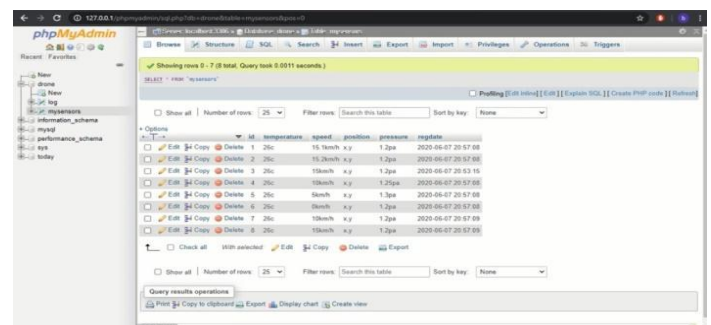 127.0.0.1/phpmyadmin/sql.php?db=drone&table=mysensors&pos=0
phpMyAdmin
Recent Favorites
New
drone
New
log
mysensors
information_schema
mysql
performance_schema
sys
today
Server: localhost:3306 » Database: drone » Table: mysensors
Browse Structure SQL Search Insert Export Import Privileges Operations Triggers
Showing rows 0 - 7 (8 total, Query took 0.0011 seconds.)
SELECT * FROM `mysensors`
Profiling [Edit inline] [ Edit ] [ Explain SQL ] [ Create PHP code ] [ Refresh]
Show all Number of rows: 25 Filter rows: Search this table Sort by key: None
+ Options
id temperature speed position pressure regdate
Edit Copy Delete 1 26c 15.1km/h x,y 1.2pa 2020-06-07 20:57:08
Edit Copy Delete 2 26c 15.2km/h x,y 1.2pa 2020-06-07 20:57:08
Edit Copy Delete 3 26c 15km/h x,y 1.2pa 2020-06-07 20:53:15
Edit Copy Delete 4 26c 10km/h x,y 1.25pa 2020-06-07 20:57:08
Edit Copy Delete 5 26c 5km/h x,y 1.3pa 2020-06-07 20:57:08
Edit Copy Delete 6 26c 0km/h x,y 1.2pa 2020-06-07 20:57:08
Edit Copy Delete 7 26c 10km/h x,y 1.2pa 2020-06-07 20:57:09
Edit Copy Delete 8 26c 15km/h x,y 1.2pa 2020-06-07 20:57:09
Check all With selected: Edit Copy Delete Export
Show all Number of rows: 25 Filter rows: Search this table Sort by key: None
Query results operations
Print Copy to clipboard Export Display chart Create view